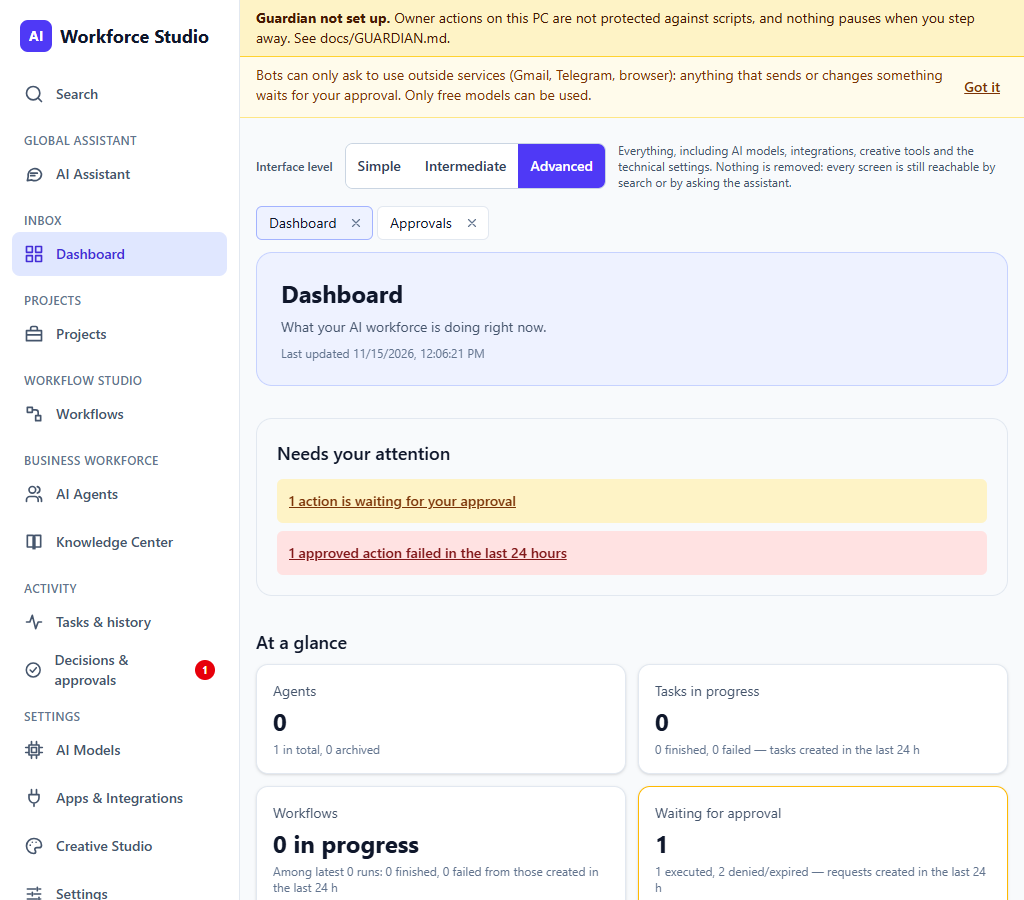 AI Workforce Studio
Search
GLOBAL ASSISTANT
AI Assistant
INBOX
Dashboard
PROJECTS
Projects
WORKFLOW STUDIO
Workflows
BUSINESS WORKFORCE
AI Agents
Knowledge Center
ACTIVITY
Tasks & history
Decisions &
approvals
1
SETTINGS
AI Models
Apps & Integrations
Creative Studio
Settings
Guardian not set up. Owner actions on this PC are not protected against scripts, and nothing pauses when you step
away. See docs/GUARDIAN.md.
Bots can only ask to use outside services (Gmail, Telegram, browser): anything that sends or changes something
waits for your approval. Only free models can be used.
Got it
Interface level
Simple
Intermediate
Advanced
Everything, including AI models, integrations, creative tools and the
technical settings. Nothing is removed: every screen is still reachable by
search or by asking the assistant.
Dashboard ✕
Approvals ✕
Dashboard
What your AI workforce is doing right now.
Last updated 11/15/2026, 12:06:21 PM
Needs your attention
1 action is waiting for your approval
1 approved action failed in the last 24 hours
At a glance
Agents
0
1 in total, 0 archived
Tasks in progress
0
0 finished, 0 failed — tasks created in the last 24 h
Workflows
0 in progress
Among latest 0 runs: 0 finished, 0 failed from those created in
the last 24 h
Waiting for approval
1
1 executed, 2 denied/expired — requests created in the last 24
h